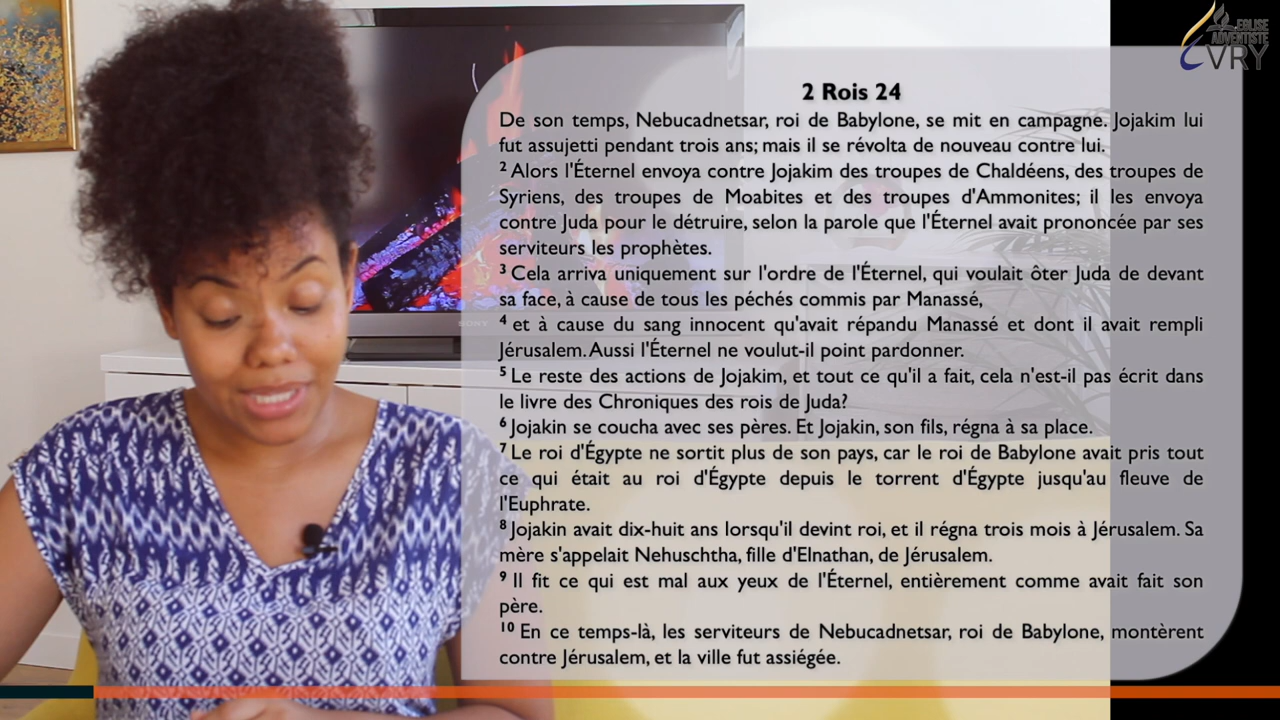 EGLISE
ADVENTISTE
VRY
2 Rois 24
De son temps, Nebucadnetsar, roi de Babylone, se mit en campagne. Jojakim lui
fut assujetti pendant trois ans; mais il se révolta de nouveau contre lui.
2 Alors l'Éternel envoya contre Jojakim des troupes de Chaldéens, des troupes de
Syriens, des troupes de Moabites et des troupes d'Ammonites; il les envoya
contre Juda pour le détruire, selon la parole que l'Éternel avait prononcée par ses
serviteurs les prophètes.
3 Cela arriva uniquement sur l'ordre de l'Éternel, qui voulait ôter Juda de devant
sa face, à cause de tous les péchés commis par Manassé,
4 et à cause du sang innocent qu'avait répandu Manassé et dont il avait rempli
Jérusalem. Aussi l'Éternel ne voulut-il point pardonner.
5 Le reste des actions de Jojakim, et tout ce qu'il a fait, cela n'est-il pas écrit dans
le livre des Chroniques des rois de Juda?
6 Jojakin se coucha avec ses pères. Et Jojakin, son fils, régna à sa place.
7 Le roi d'Égypte ne sortit plus de son pays, car le roi de Babylone avait pris tout
ce qui était au roi d'Égypte depuis le torrent d'Égypte jusqu'au fleuve de
l'Euphrate.
8 Jojakin avait dix-huit ans lorsqu'il devint roi, et il régna trois mois à Jérusalem. Sa
mère s'appelait Nehuschtha, fille d'Elnathan, de Jérusalem.
9 Il fit ce qui est mal aux yeux de l'Éternel, entièrement comme avait fait son
père.
10 En ce temps-là, les serviteurs de Nebucadnetsar, roi de Babylone, montèrent
contre Jérusalem, et la ville fut assiégée.
SONY